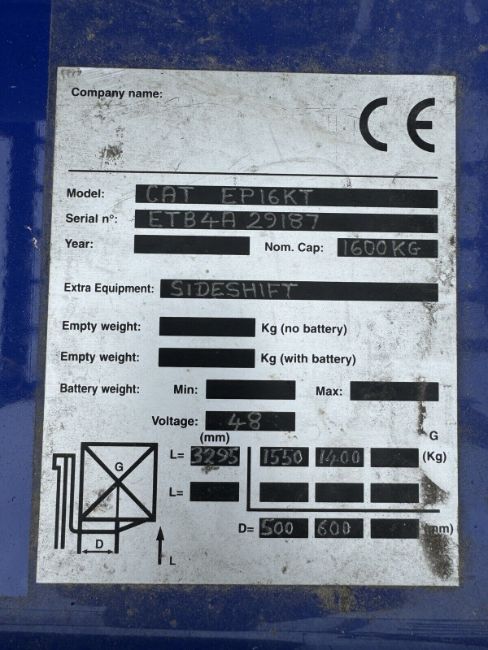 Company name:
CE
Model: CAT EP16KT
Serial n°: ETB4A 29187
Year: Nom. Cap: 1600KG
Extra Equipment: SIDESHIFT
Empty weight: Kg (no battery)
Empty weight: Kg (with battery)
Battery weight: Min: Max:
Voltage: 48
(mm) G
L= 3295 1550 1400 (Kg)
G
L=
D= 500 600 (mm)
D
L